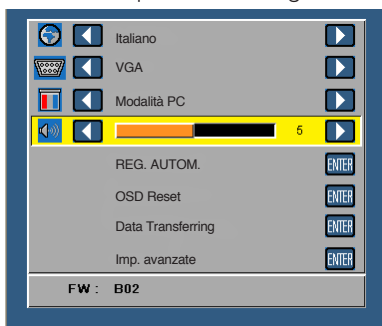 Italiano
VGA
Modalità PC
5
REG. AUTOM. ENTER
OSD Reset ENTER
Data Transferring ENTER
Imp. avanzate ENTER
FW : B02